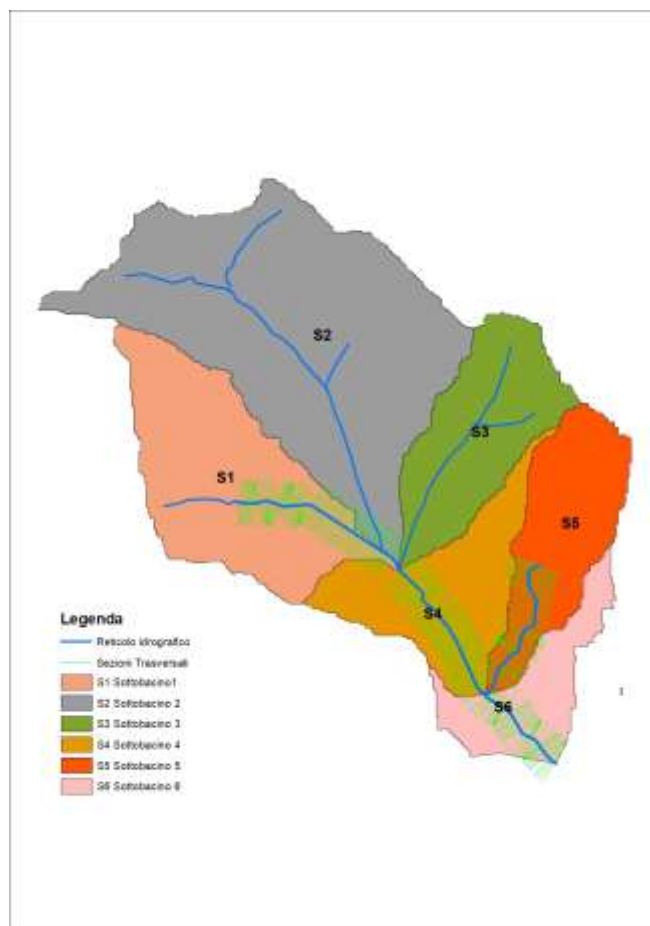 S2
S3
S1
S5
S4
S6
Legenda
Reticolo Idrografico
Sezioni Trasversali
S1 Sottobacino1
S2 Sottobacino 2
S3 Sottobacino 3
S4 Sottobacino 4
S5 Sottobacino 5
S6 Sottobacino 6